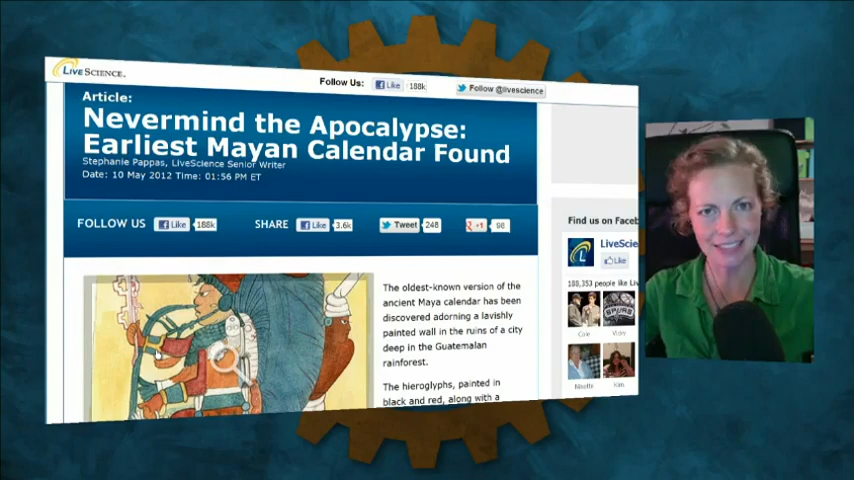 LIVESCIENCE.
Follow Us: Like 188k Follow @livescience
Article:
Nevermind the Apocalypse:
Earliest Mayan Calendar Found
Stephanie Pappas, LiveScience Senior Writer
Date: 10 May 2012 Time: 01:56 PM ET
FOLLOW US Like 188k SHARE Like 3.6k Tweet 248 +1 98
The oldest-known version of the
ancient Maya calendar has been
discovered adorning a lavishly
painted wall in the ruins of a city
deep in the Guatemalan
rainforest.
The hieroglyphs, painted in
black and red, along with a
Find us on Faceb
LiveScie
Like
188,353 people like Liv
SPURS
Cole Vicky
Ninette Kim